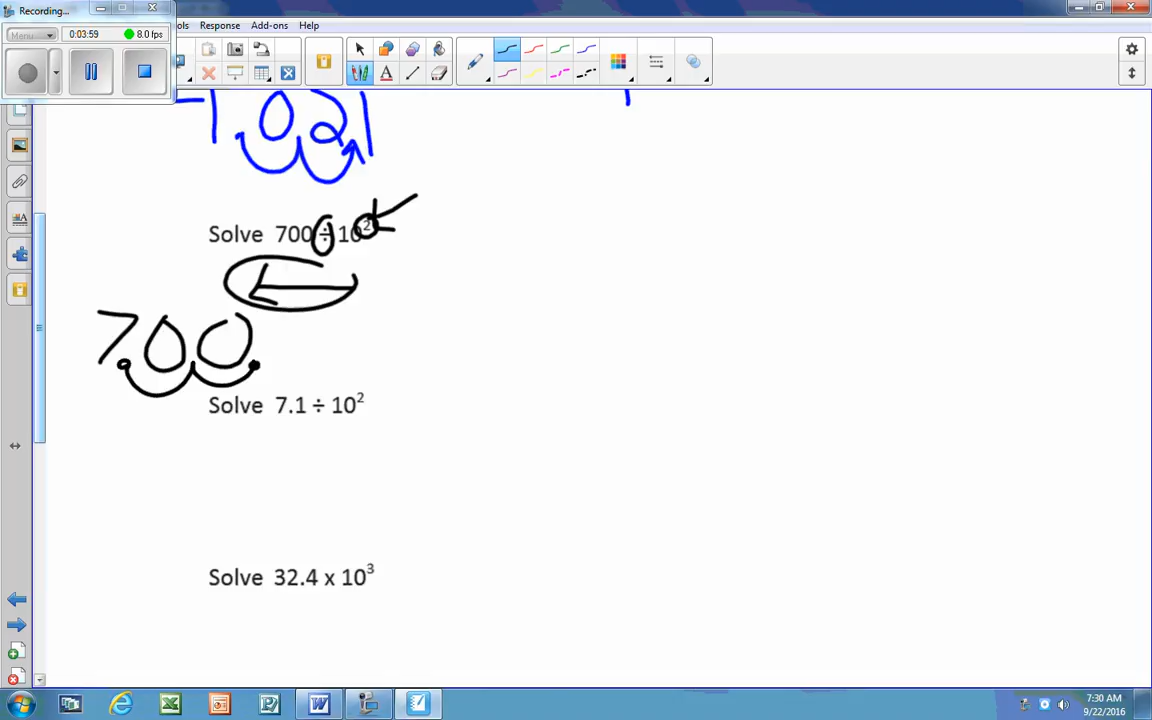 Recording...
Menu
0:03:59
8.0 fps
ols Response Add-ons Help
.021
Solve 700 ÷ 10²
700
Solve 7.1 ÷ 10²
Solve 32.4 x 10³
7:30 AM
9/22/2016